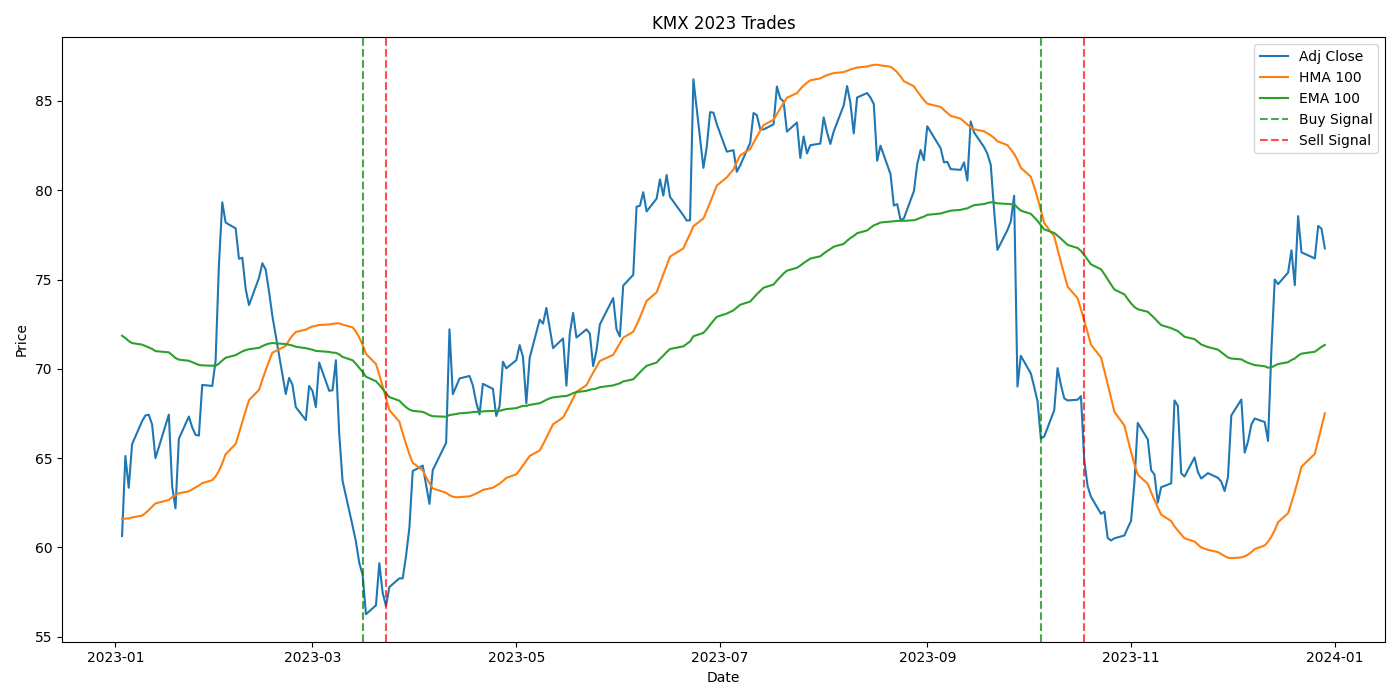 KMX 2023 Trades
Adj Close
HMA 100
EMA 100
Buy Signal
Sell Signal
Price
85
80
75
70
65
60
55
2023-01
2023-03
2023-05
2023-07
2023-09
2023-11
2024-01
Date